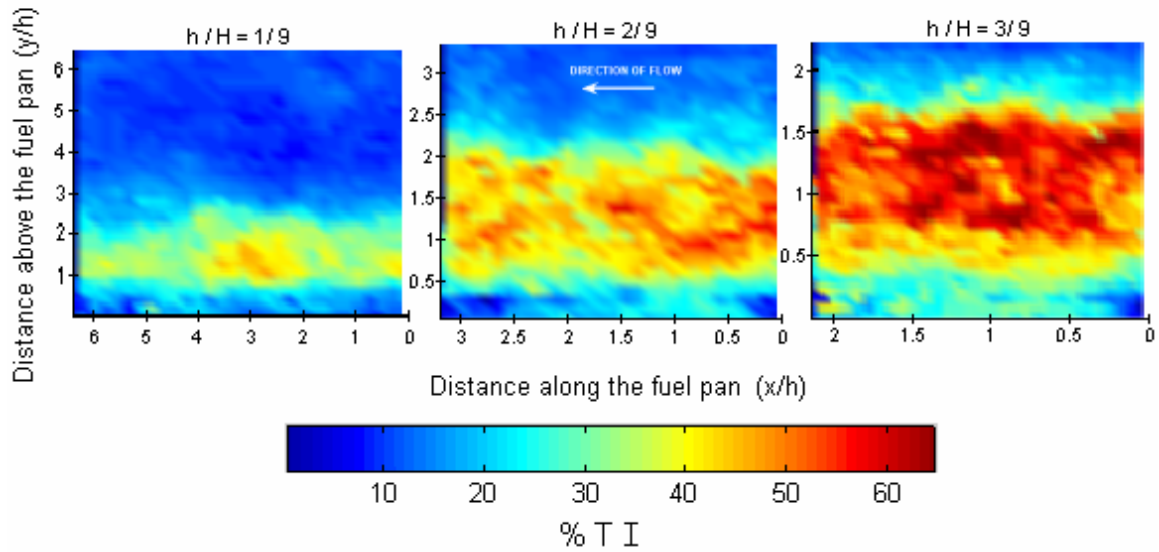 h / H = 1/ 9
h / H = 2/ 9
h / H = 3/ 9
DIRECTION OF FLOW
Distance above the fuel pan (y/h)
6
5
4
3
2
1
3
2.5
2
1.5
1
0.5
2
1.5
1
0.5
6 5 4 3 2 1 0
3 2.5 2 1.5 1 0.5 0
2 1.5 1 0.5 0
Distance along the fuel pan (x/h)
10 20 30 40 50 60
% T I